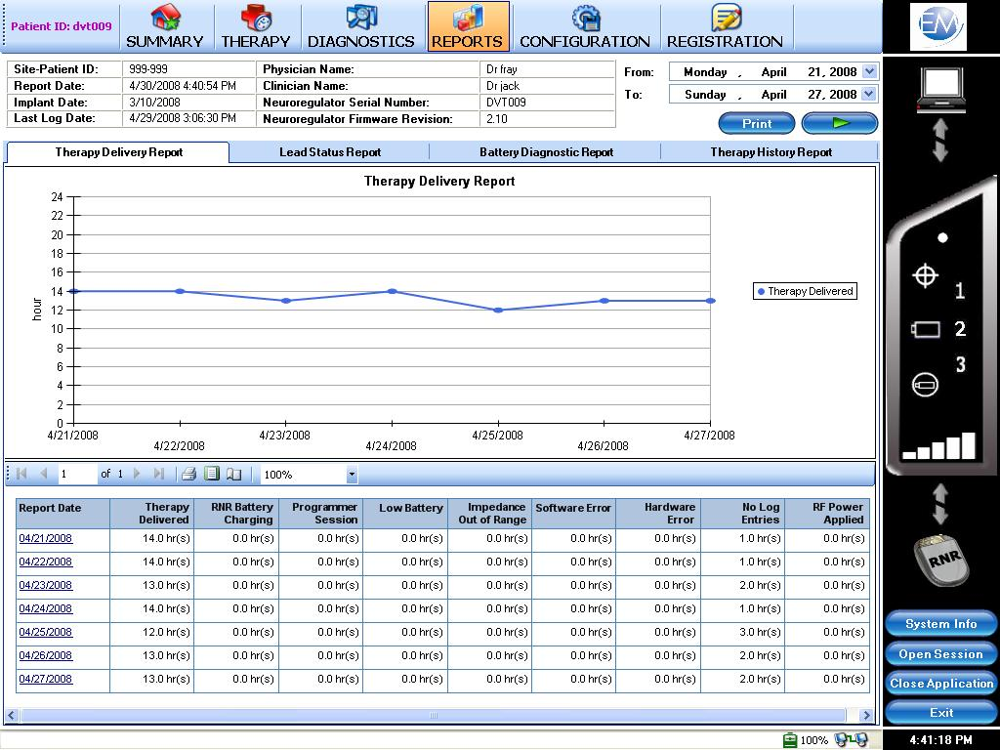 Patient ID: dvt009
SUMMARY THERAPY DIAGNOSTICS REPORTS CONFIGURATION REGISTRATION
EM
Site-Patient ID: 999-999 Physician Name: Dr fray
Report Date: 4/30/2008 4:40:54 PM Clinician Name: Dr jack
Implant Date: 3/10/2008 Neuroregulator Serial Number: DVT009
Last Log Date: 4/29/2008 3:06:30 PM Neuroregulator Firmware Revision: 2.10
From: Monday , April 21, 2008
To: Sunday , April 27, 2008
Print
Therapy Delivery Report Lead Status Report Battery Diagnostic Report Therapy History Report
Therapy Delivery Report
24
22
20
18
16
14
12
10
8
6
4
2
0
hour
4/21/2008 4/22/2008 4/23/2008 4/24/2008 4/25/2008 4/26/2008 4/27/2008
Therapy Delivered
1
2
3
1 of 1 100%
Report Date Therapy Delivered RNR Battery Charging Programmer Session Low Battery Impedance Out of Range Software Error Hardware Error No Log Entries RF Power Applied
04/21/2008 14.0 hr(s) 0.0 hr(s) 0.0 hr(s) 0.0 hr(s) 0.0 hr(s) 0.0 hr(s) 0.0 hr(s) 1.0 hr(s) 0.0 hr(s)
04/22/2008 14.0 hr(s) 0.0 hr(s) 0.0 hr(s) 0.0 hr(s) 0.0 hr(s) 0.0 hr(s) 0.0 hr(s) 1.0 hr(s) 0.0 hr(s)
04/23/2008 13.0 hr(s) 0.0 hr(s) 0.0 hr(s) 0.0 hr(s) 0.0 hr(s) 0.0 hr(s) 0.0 hr(s) 2.0 hr(s) 0.0 hr(s)
04/24/2008 14.0 hr(s) 0.0 hr(s) 0.0 hr(s) 0.0 hr(s) 0.0 hr(s) 0.0 hr(s) 0.0 hr(s) 1.0 hr(s) 0.0 hr(s)
04/25/2008 12.0 hr(s) 0.0 hr(s) 0.0 hr(s) 0.0 hr(s) 0.0 hr(s) 0.0 hr(s) 0.0 hr(s) 3.0 hr(s) 0.0 hr(s)
04/26/2008 13.0 hr(s) 0.0 hr(s) 0.0 hr(s) 0.0 hr(s) 0.0 hr(s) 0.0 hr(s) 0.0 hr(s) 2.0 hr(s) 0.0 hr(s)
04/27/2008 13.0 hr(s) 0.0 hr(s) 0.0 hr(s) 0.0 hr(s) 0.0 hr(s) 0.0 hr(s) 0.0 hr(s) 2.0 hr(s) 0.0 hr(s)
RNR
System Info
Open Session
Close Application
Exit
100%
4:41:18 PM